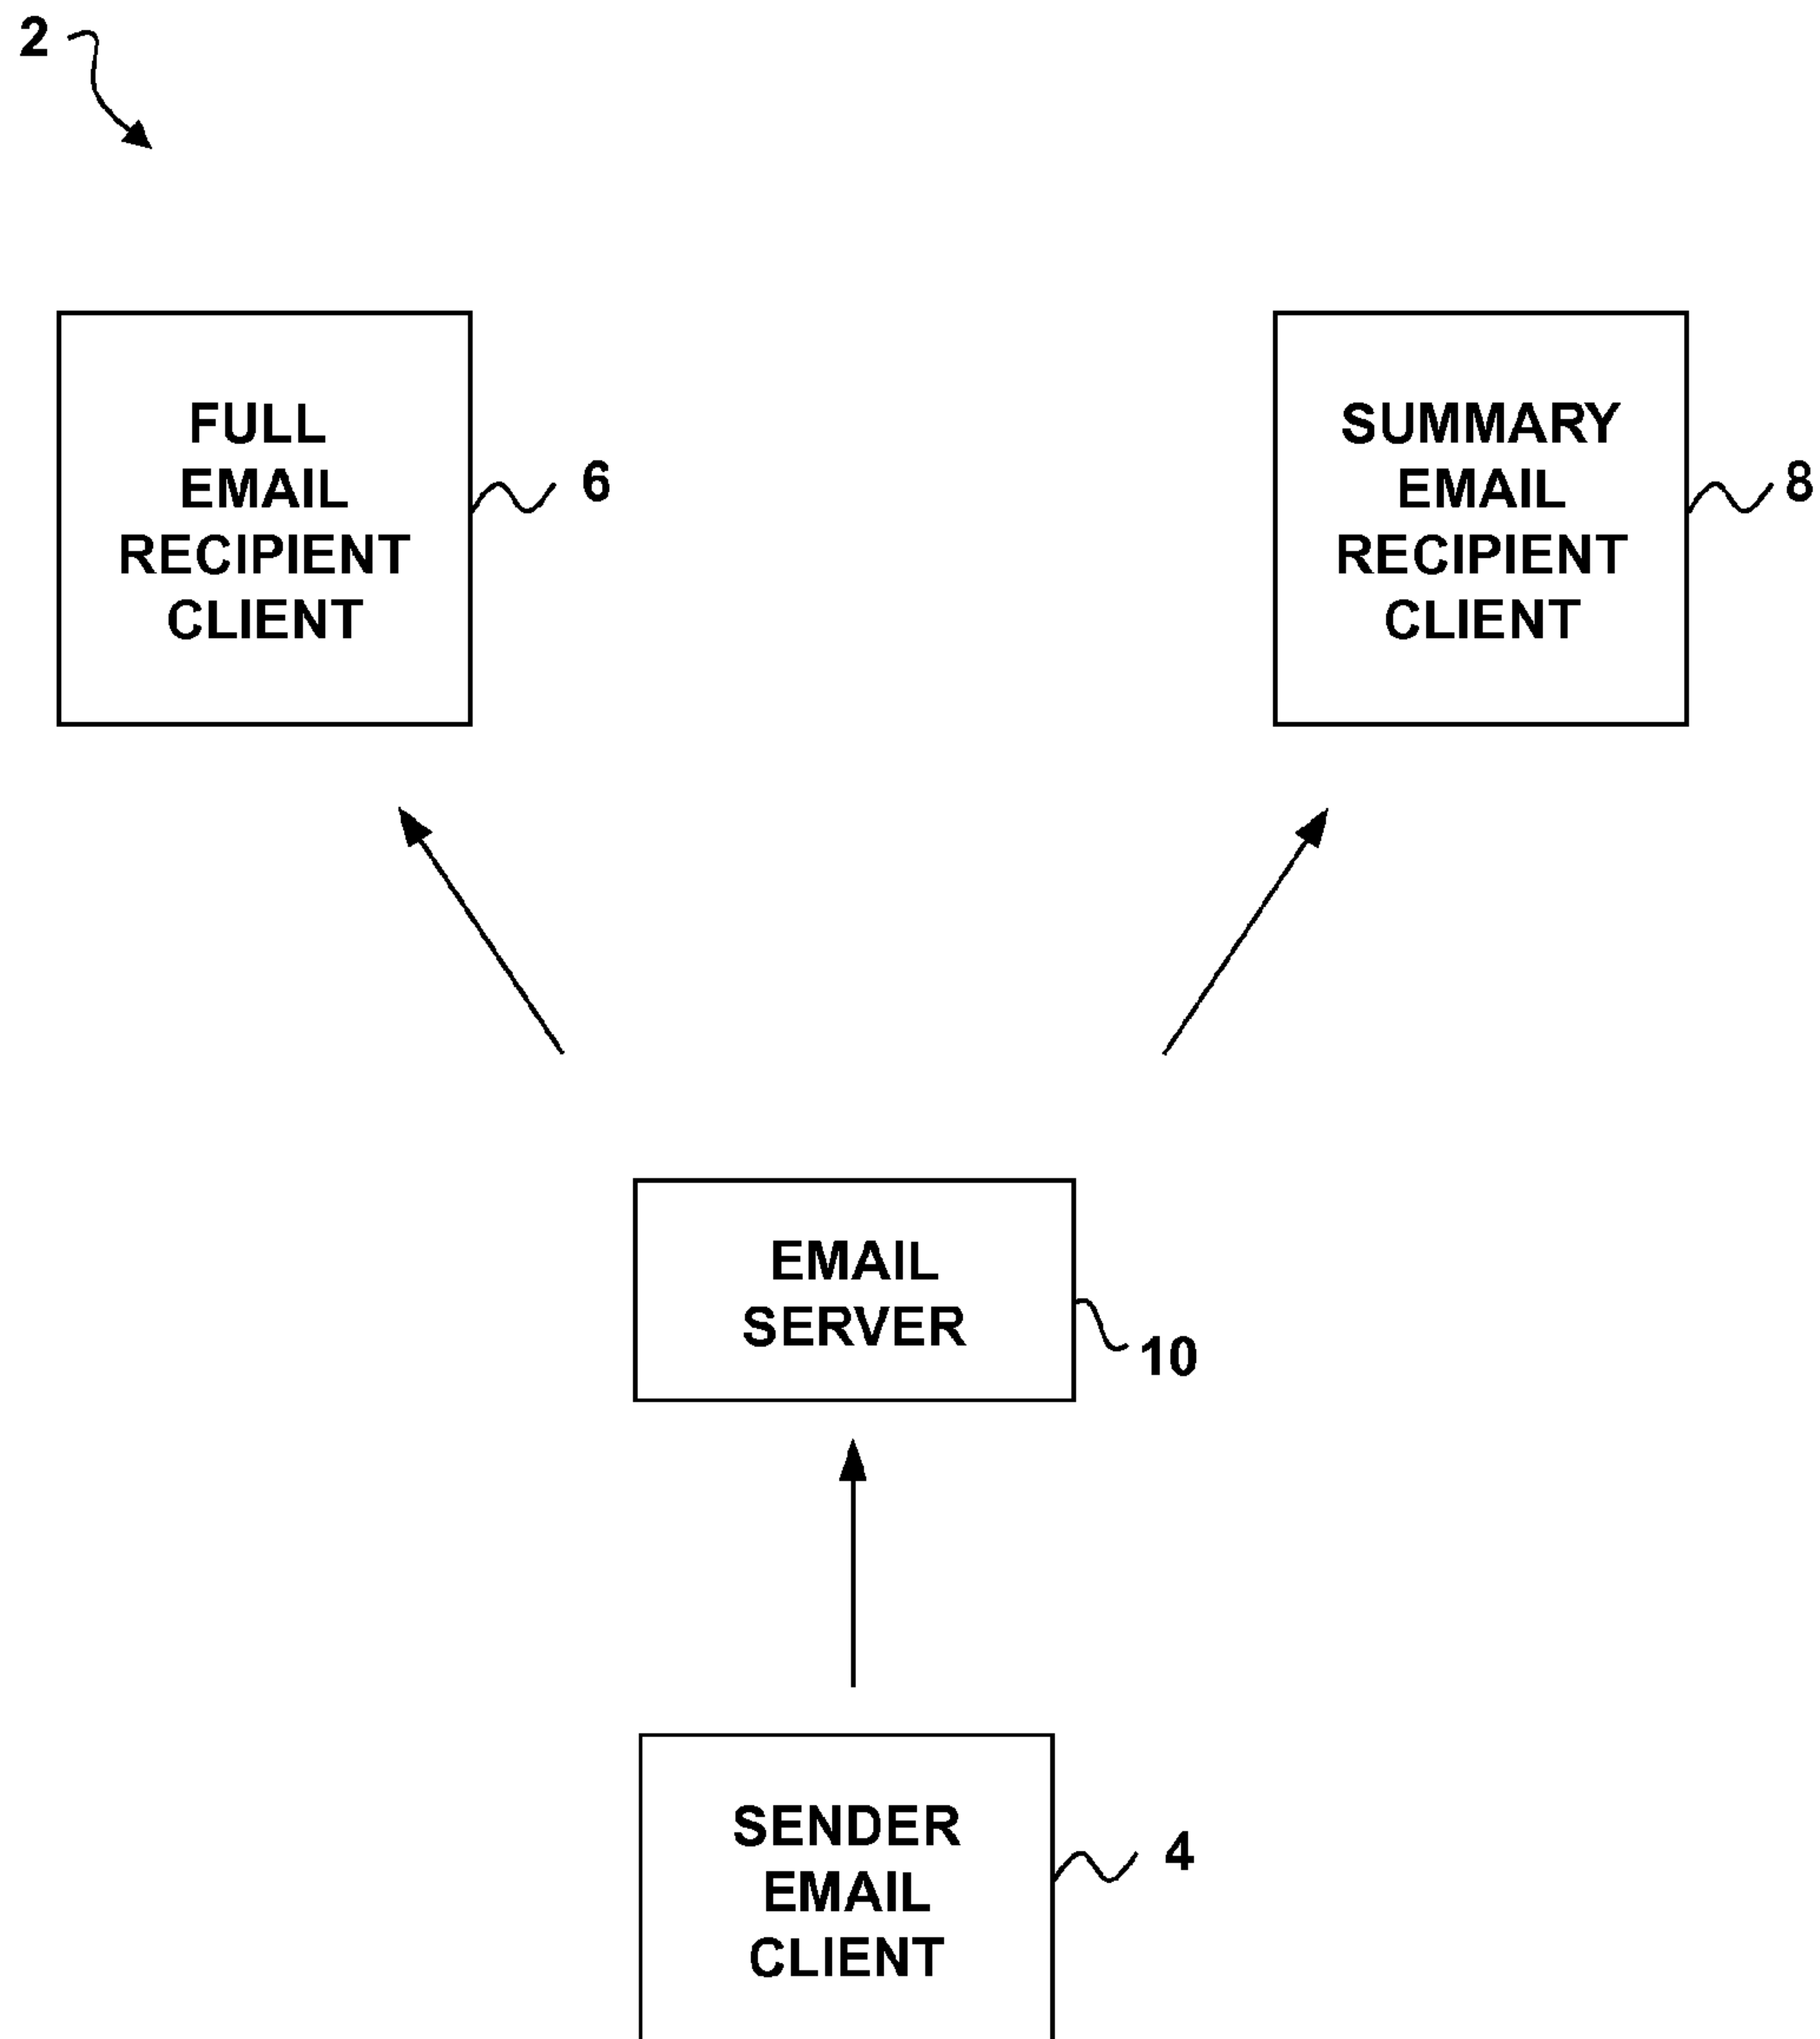 2
FULL
EMAIL
RECIPIENT
CLIENT
6
SUMMARY
EMAIL
RECIPIENT
CLIENT
8
EMAIL
SERVER
10
SENDER
EMAIL
CLIENT
4